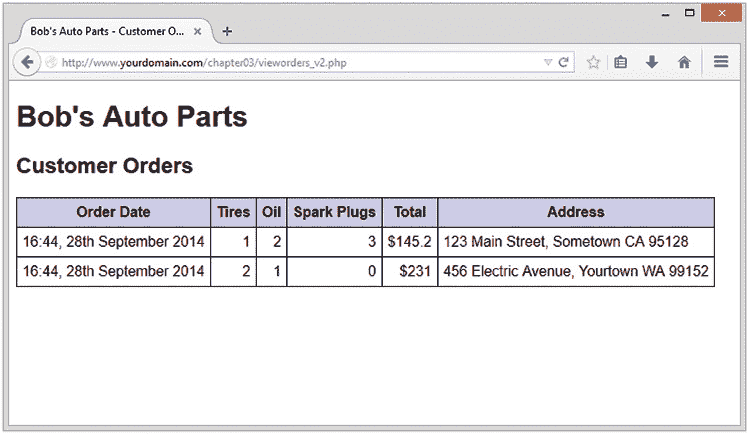 Bob's Auto Parts - Customer O...
http://www.yourdomain.com/chapter03/vieworders_v2.php
Bob's Auto Parts
Customer Orders
Order Date Tires Oil Spark Plugs Total Address
16:44, 28th September 2014 1 2 3 $145.2 123 Main Street, Sometown CA 95128
16:44, 28th September 2014 2 1 0 $231 456 Electric Avenue, Yourtown WA 99152